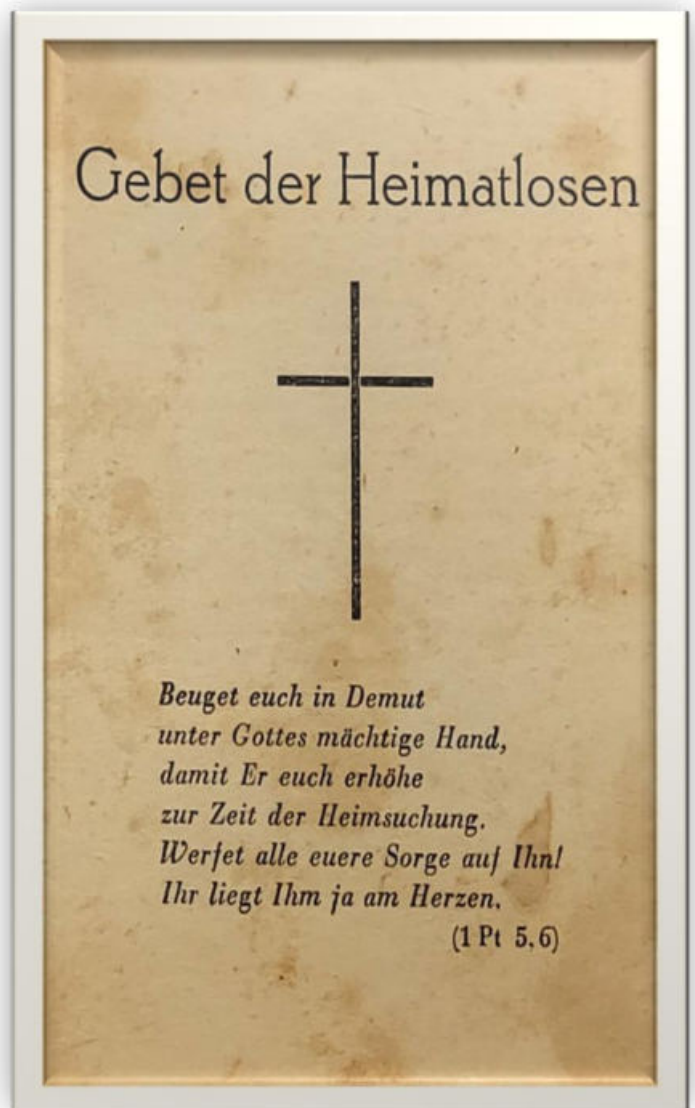 Gebet der Heimatlosen
Beuget euch in Demut
unter Gottes mächtige Hand,
damit Er euch erhöhe
zur Zeit der Heimsuchung.
Werfet alle euere Sorge auf Ihn!
Ihr liegt Ihm ja am Herzen.
(1 Pt 5,6)